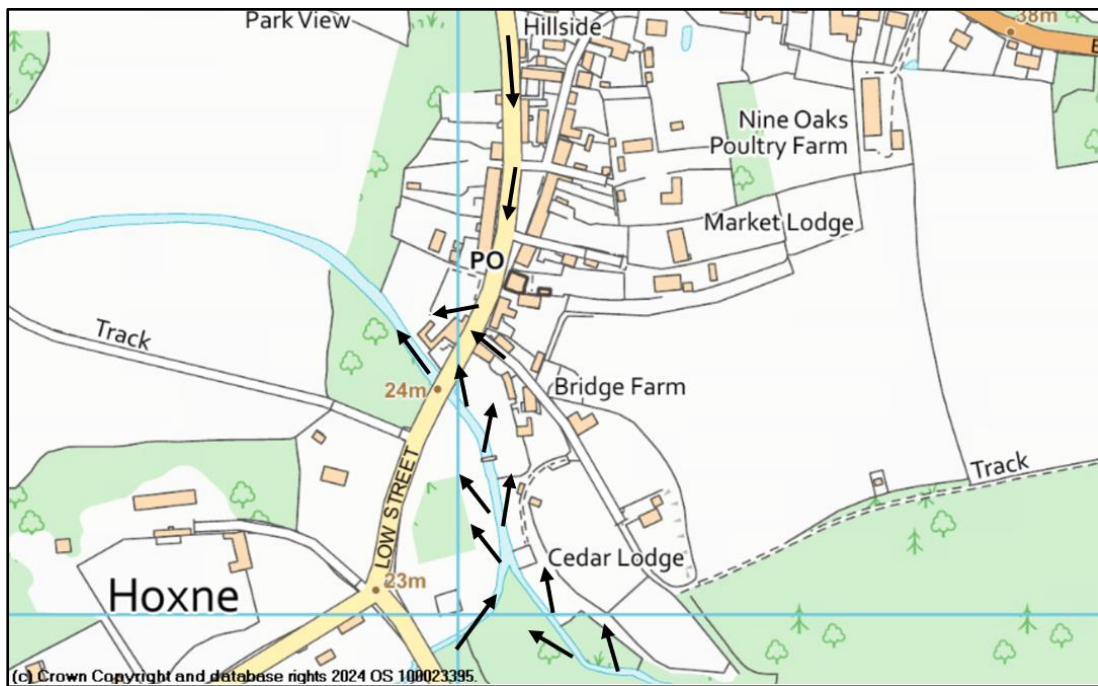 Park View
Hillside
38m
Nine Oaks
Poultry Farm
Market Lodge
PO
Track
24m
Bridge Farm
LOW STREET
Track
Cedar Lodge
Hoxne
23m
(c) Crown Copyright and database rights 2024 OS 100023395.